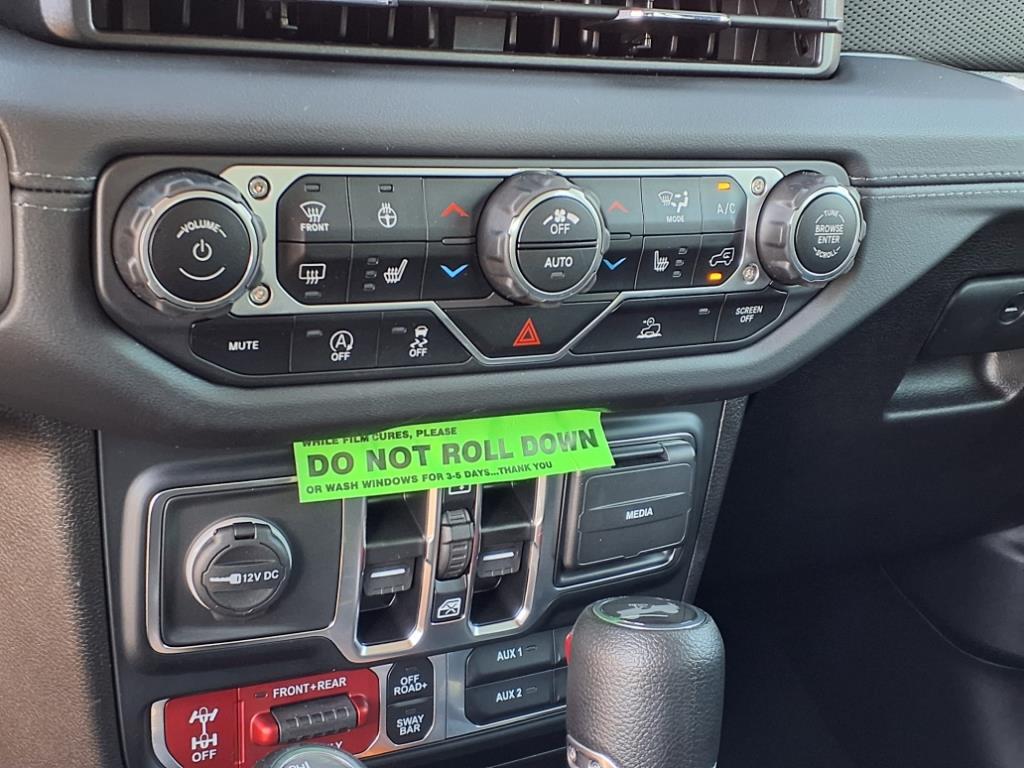 VOLUME
FRONT
OFF
AUTO
MODE
A/C
TUNE
BROWSE
ENTER
SCROLL
MUTE
A
OFF
OFF
SCREEN
OFF
WHILE FILM CURES, PLEASE
DO NOT ROLL DOWN
OR WASH WINDOWS FOR 3-5 DAYS...THANK YOU
12V DC
MEDIA
AUX 1
AUX 2
FRONT+REAR
OFF
OFF
ROAD+
SWAY
BAR